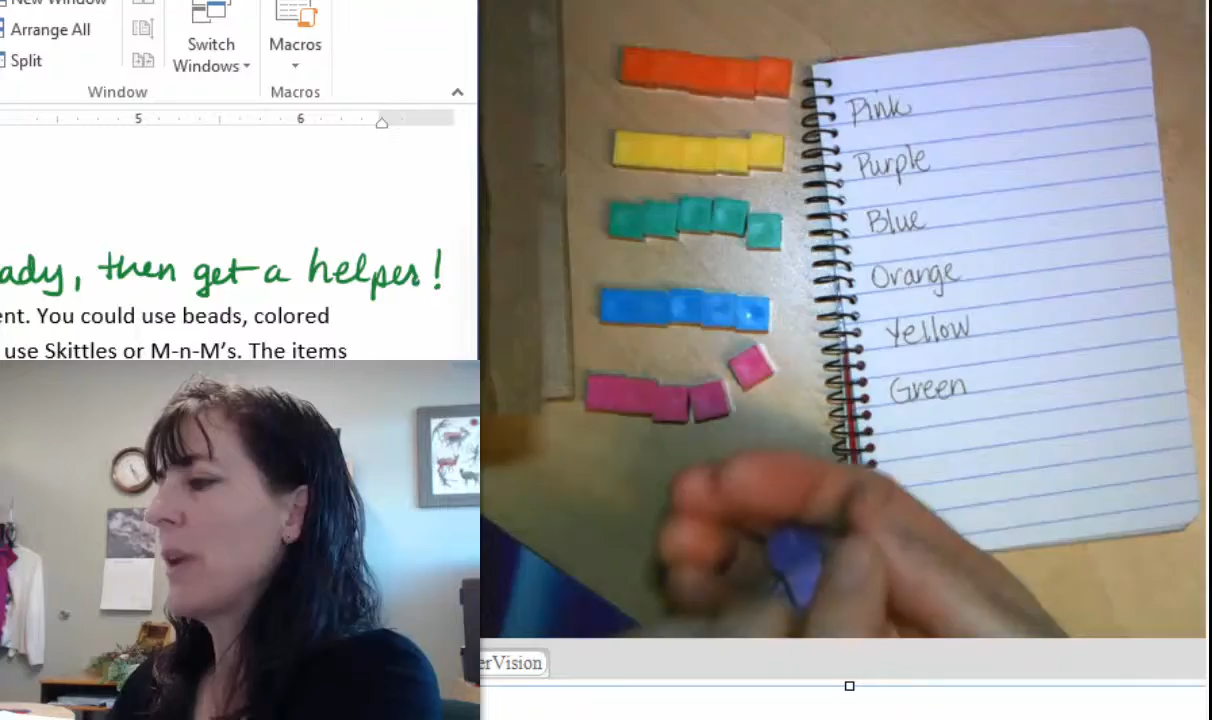 New Window
Arrange All
Split
Switch
Windows
Macros
Window
Macros
5
6
ady, then get a helper!
ent. You could use beads, colored
use Skittles or M-n-M's. The items
Pink
Purple
Blue
Orange
Yellow
Green
erVision